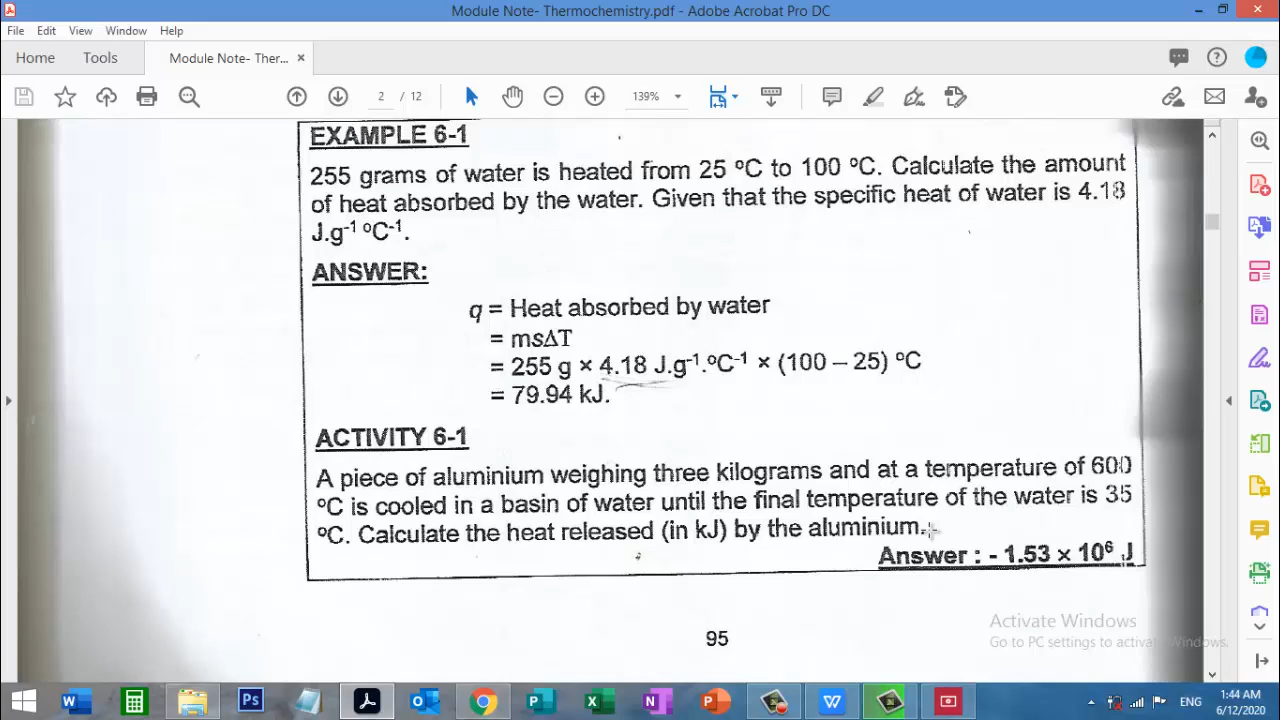 Module Note- Thermochemistry.pdf - Adobe Acrobat Pro DC
File Edit View Window Help
Home Tools Module Note- Ther... ×
2 / 12 139%
EXAMPLE 6-1
255 grams of water is heated from 25 ºC to 100 ºC. Calculate the amount
of heat absorbed by the water. Given that the specific heat of water is 4.18
J.g⁻¹ ºC⁻¹.
ANSWER:
q = Heat absorbed by water
= msΔT
= 255 g × 4.18 J.g⁻¹.ºC⁻¹ × (100 – 25) ºC
= 79.94 kJ.
ACTIVITY 6-1
A piece of aluminium weighing three kilograms and at a temperature of 600
ºC is cooled in a basin of water until the final temperature of the water is 35
ºC. Calculate the heat released (in kJ) by the aluminium.
Answer : - 1.53 × 10⁶ J
95
Activate Windows
Go to PC settings to activate Windows.
ENG
1:44 AM
6/12/2020